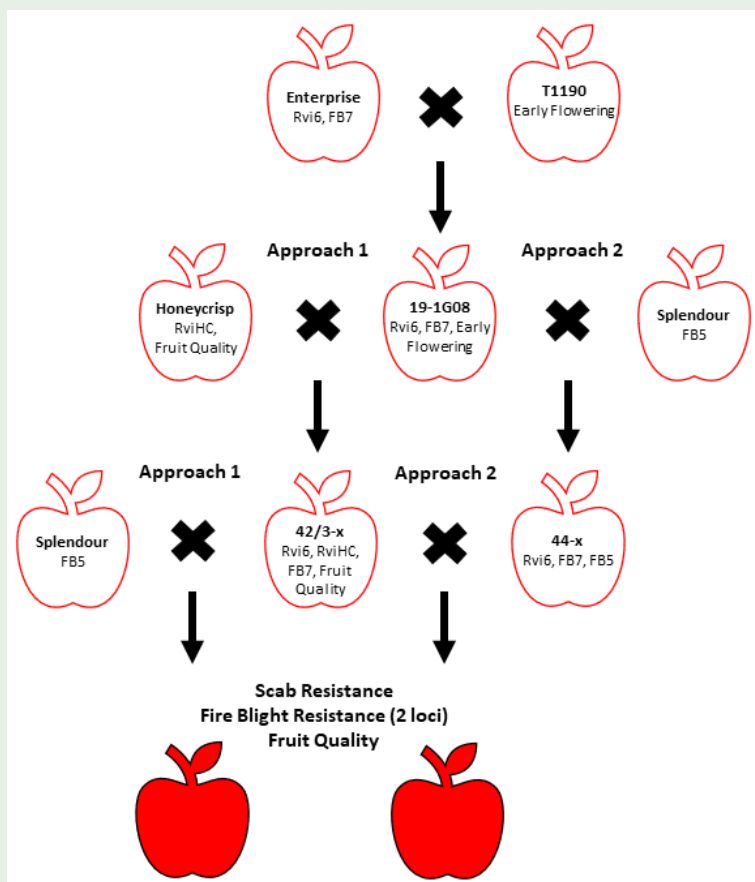 Enterprise
Rvi6, FB7
T1190
Early Flowering
Approach 1
Approach 2
Honeycrisp
RviHC,
Fruit Quality
19-1G08
Rvi6, FB7, Early
Flowering
Splendour
FB5
Approach 1
Approach 2
Splendour
FB5
42/3-x
Rvi6, RviHC,
FB7, Fruit
Quality
44-x
Rvi6, FB7, FB5
Scab Resistance
Fire Blight Resistance (2 loci)
Fruit Quality